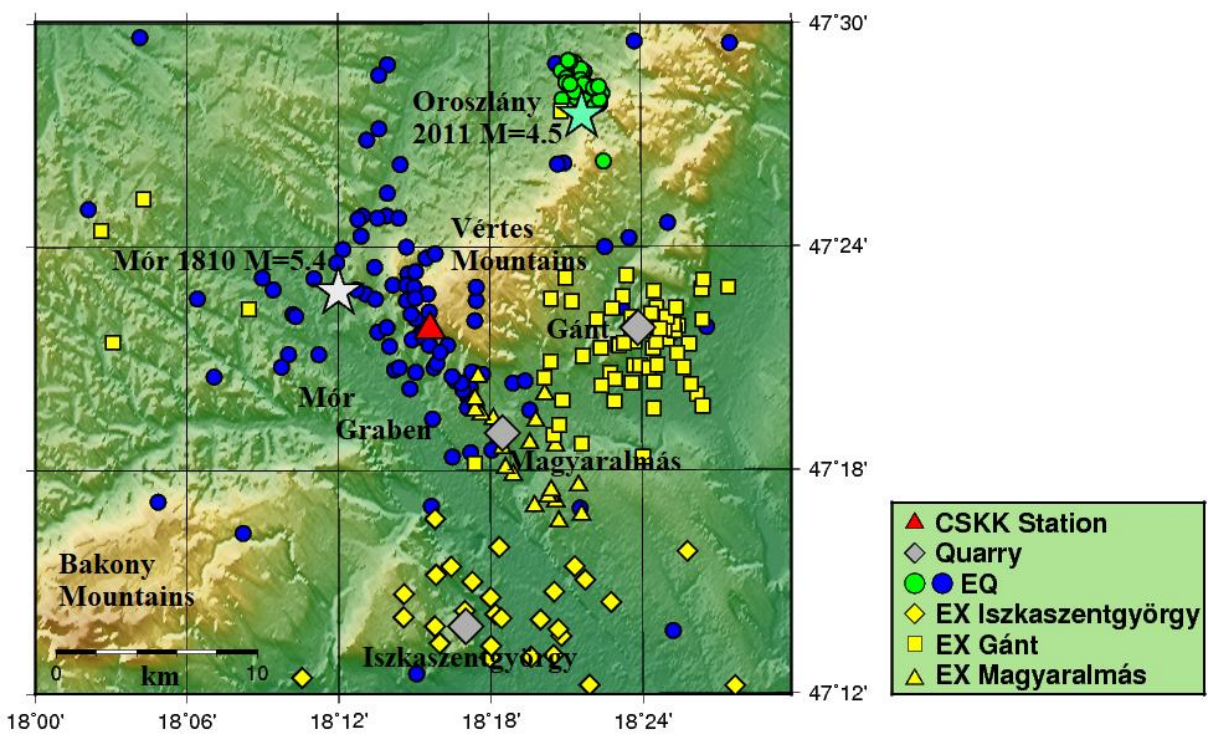 47°30'
Oroszlány
2011 M=4.5
Vértes
Mountains
47°24'
Mór 1810 M=5.4
Gánt
Mór
Graben
Magyaralmás
47°18'
Bakony
Mountains
Iszkaszentgyörgy
0 10
km
47°12'
18°00' 18°06' 18°12' 18°18' 18°24'
CSKK Station
Quarry
EQ
EX Iszkaszentgyörgy
EX Gánt
EX Magyaralmás